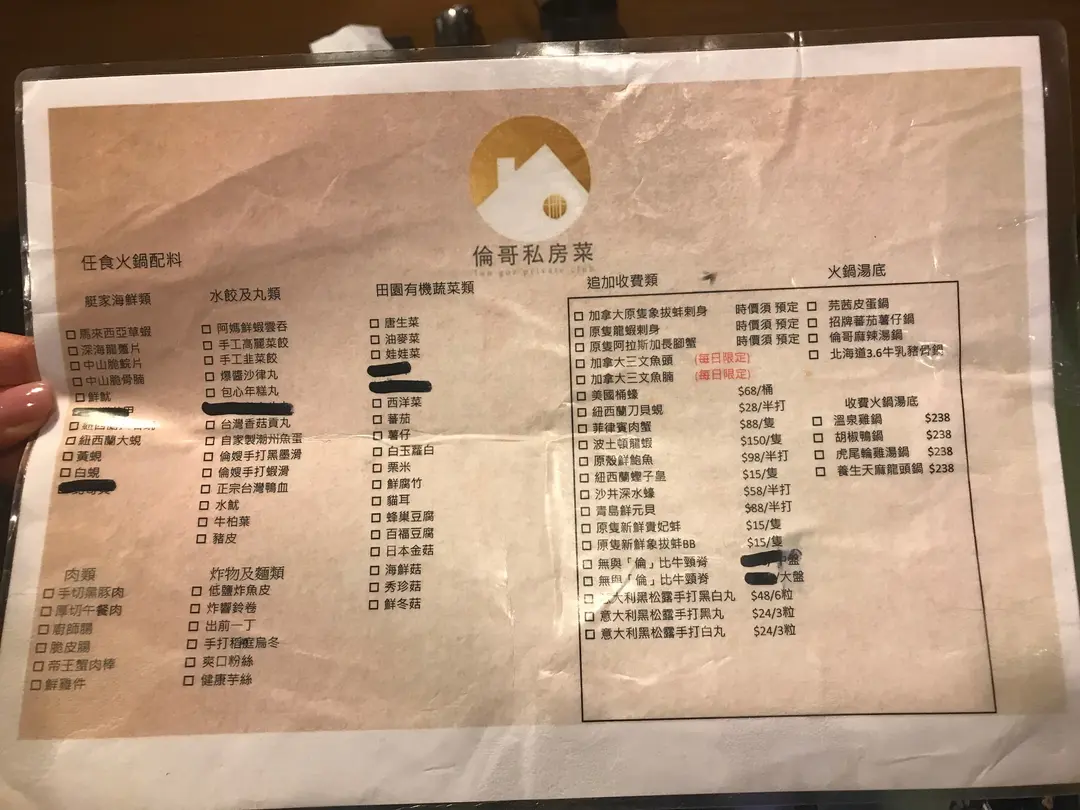 倫哥私房菜
任食火鍋配料
艇家海鮮類
馬來西亞草蝦
深海龍躉片
中山脆鯇片
中山脆骨腩
鮮魷
紐西蘭大蜆
黃蜆
白蜆
肉類
手切黑豚肉
厚切午餐肉
廚師腸
脆皮腸
帝王蟹肉棒
鮮雞件
水餃及丸類
阿媽鮮蝦雲吞
手工高麗菜餃
手工韭菜餃
爆醬沙律丸
包心年糕丸
台灣香菇貢丸
自家製潮州魚蛋
倫嫂手打黑墨滑
倫嫂手打蝦滑
正宗台灣鴨血
水魷
牛柏葉
豬皮
炸物及麵類
低鹽炸魚皮
炸響鈴卷
出前一丁
手打稻庭烏冬
爽口粉絲
健康芋絲
田園有機蔬菜類
唐生菜
油麥菜
娃娃菜
西洋菜
蕃茄
薯仔
白玉蘿白
粟米
鮮腐竹
貓耳
蜂巢豆腐
百福豆腐
日本金菇
海鮮菇
秀珍菇
鮮冬菇
追加收費類
加拿大原隻象拔蚌刺身 時價須 預定
原隻龍蝦刺身 時價須 預定
原隻阿拉斯加長腳蟹 時價須 預定
加拿大三文魚頭 (每日限定)
加拿大三文魚腩 (每日限定)
美國桶蠔 $68/桶
紐西蘭刀貝蜆 $28/半打
菲律賓肉蟹 $88/隻
波士頓龍蝦 $150/隻
原殼鮮鮑魚 $98/半打
紐西蘭蟶子皇 $15/隻
沙井深水蠔 $58/半打
青島鮮元貝 $88/半打
原隻新鮮貴妃蚌 $15/隻
原隻新鮮象拔蚌BB $15/隻
無與「倫」比牛頸脊
無與「倫」比牛頸脊 /大盤
意大利黑松露手打黑白丸 $48/6粒
意大利黑松露手打黑丸 $24/3粒
意大利黑松露手打白丸 $24/3粒
火鍋湯底
芫茜皮蛋鍋
招牌蕃茄薯仔鍋
倫哥麻辣湯鍋
北海道3.6牛乳豬骨鍋
收費火鍋湯底
溫泉雞鍋 $238
胡椒鴨鍋 $238
虎尾輪雞湯鍋 $238
養生天麻龍頭鍋 $238